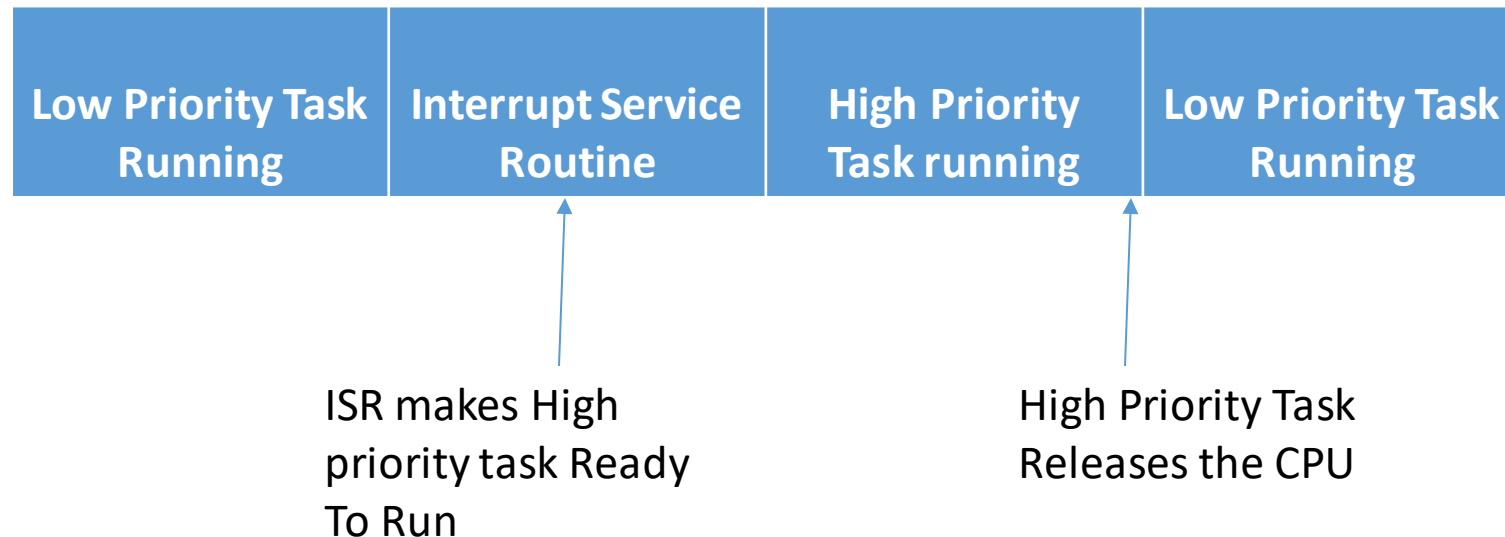 Low Priority Task
Running
Interrupt Service
Routine
High Priority
Task running
Low Priority Task
Running
ISR makes High
priority task Ready
To Run
High Priority Task
Releases the CPU